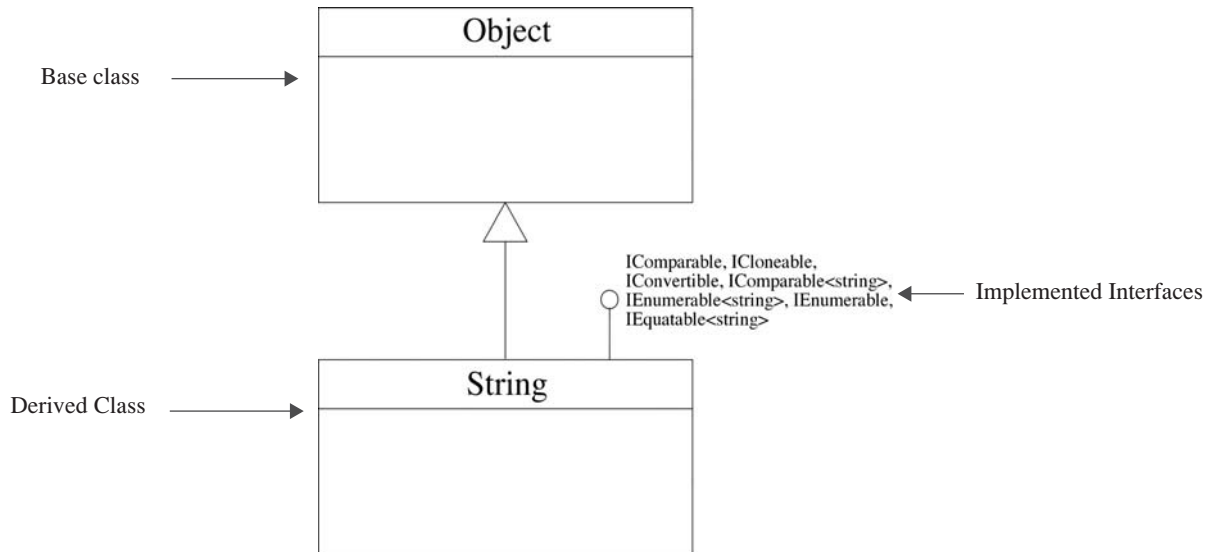 Object
Base class
IComparable, ICloneable,
IConvertible, IComparable<string>,
IEnumerable<string>, IEnumerable,
IEquatable<string>
Implemented Interfaces
String
Derived Class